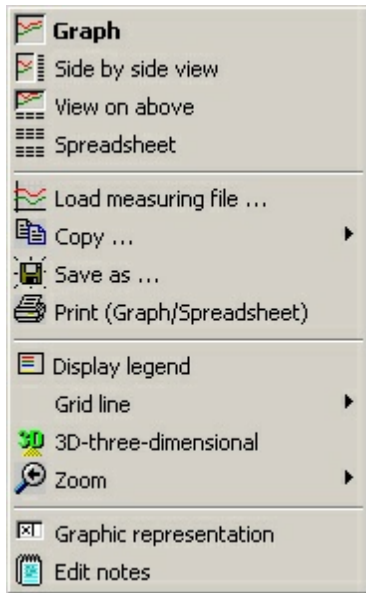 Graph
Side by side view
View on above
Spreadsheet
Load measuring file ...
Copy ...
Save as ...
Print (Graph/Spreadsheet)
Display legend
Grid line
3D 3D-three-dimensional
Zoom
Graphic representation
Edit notes